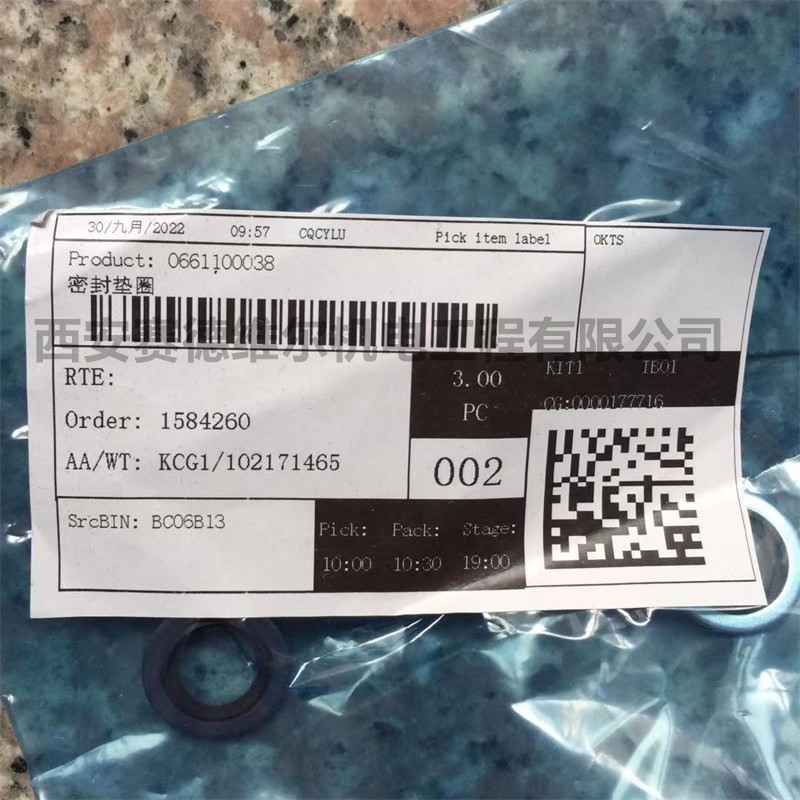 30/九月/2022 09:57 CQCYLU Pick item label OKTS
Product: 0661100038
密封垫圈
西安赛德维尔机电工程有限公司
RTE: 3.00 KIT1 IB01
PC CG:0000177716
Order: 1584260
AA/WT: KCG1/102171465 002
SrcBIN: BC06B13 Pick: Pack: Stage:
10:00 10:30 19:00